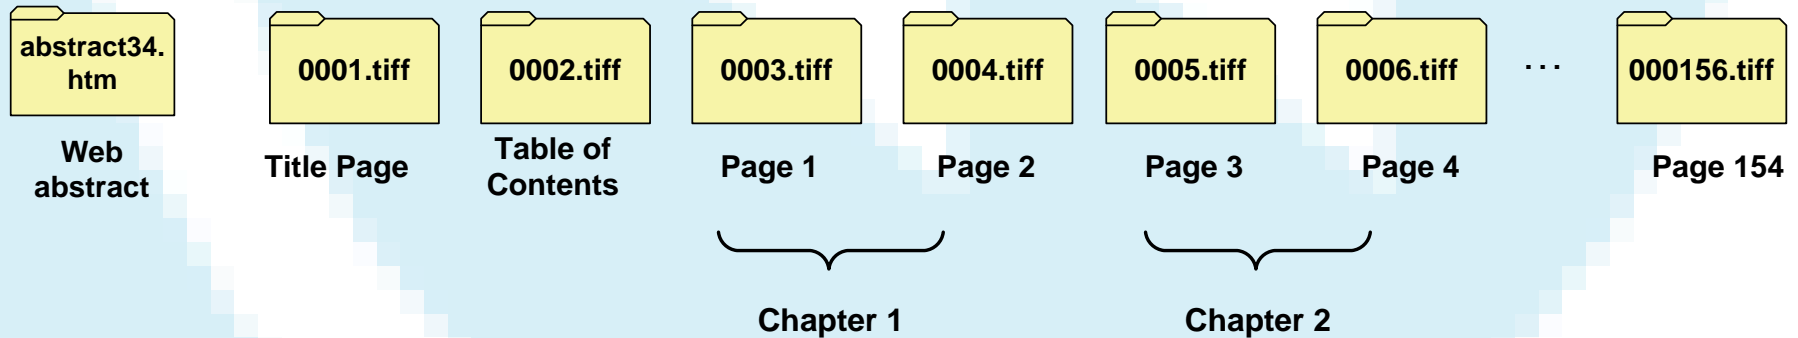 abstract34.
htm
0001.tiff
0002.tiff
0003.tiff
0004.tiff
0005.tiff
0006.tiff
...
000156.tiff
Web
abstract
Title Page
Table of
Contents
Page 1
Page 2
Page 3
Page 4
Page 154
Chapter 1
Chapter 2